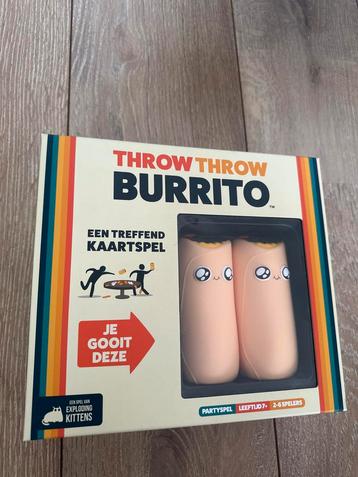 THROW THROW
BURRITO™
EEN TREFFEND
KAARTSPEL
JE
GOOIT
DEZE
EEN SPEL VAN
EXPLODING
KITTENS
PARTYSPEL LEEFTIJD 7+ 2-6 SPELERS